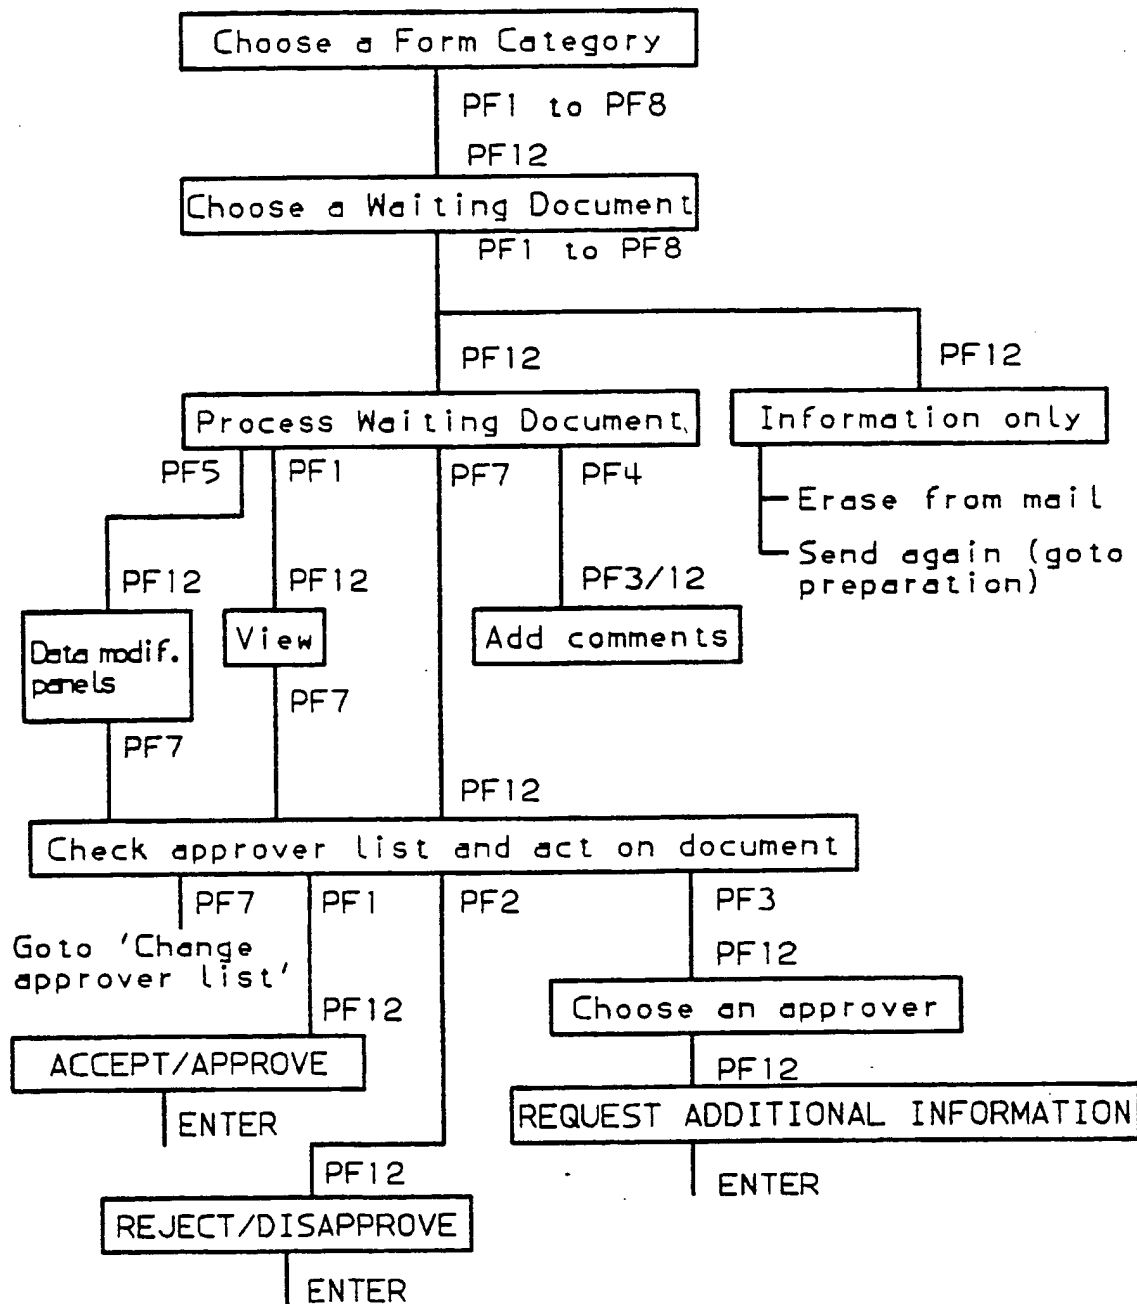 Choose a Form Category
PF1 to PF8
PF12
Choose a Waiting Document
PF1 to PF8
PF12
PF12
Process Waiting Document
Information only
PF5
PF1
PF7
PF4
Erase from mail
Send again (goto
preparation)
PF12
PF12
PF3/12
Data modif.
panels
View
Add comments
PF7
PF7
PF12
Check approver list and act on document
PF7
PF1
PF2
PF3
Goto 'Change
approver list'
PF12
PF12
Choose an approver
ACCEPT/APPROVE
PF12
REQUEST ADDITIONAL INFORMATION
ENTER
PF12
ENTER
REJECT/DISAPPROVE
ENTER